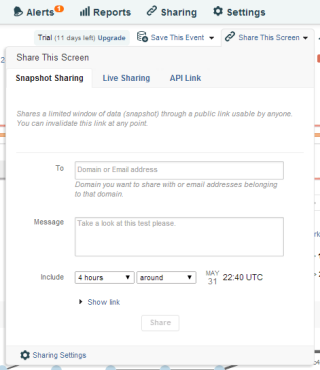 Alerts 1 Reports Sharing Settings
Trial (11 days left) Upgrade Save This Event Share This Screen
Share This Screen
Snapshot Sharing Live Sharing API Link
Shares a limited window of data (snapshot) through a public link usable by anyone.
You can invalidate this link at any point.
To Domain or Email address
Domain you want to share with or email addresses belonging
to that domain.
Message Take a look at this test please.
Include 4 hours around MAY 31 22:40 UTC
Show link
Share
Sharing Settings